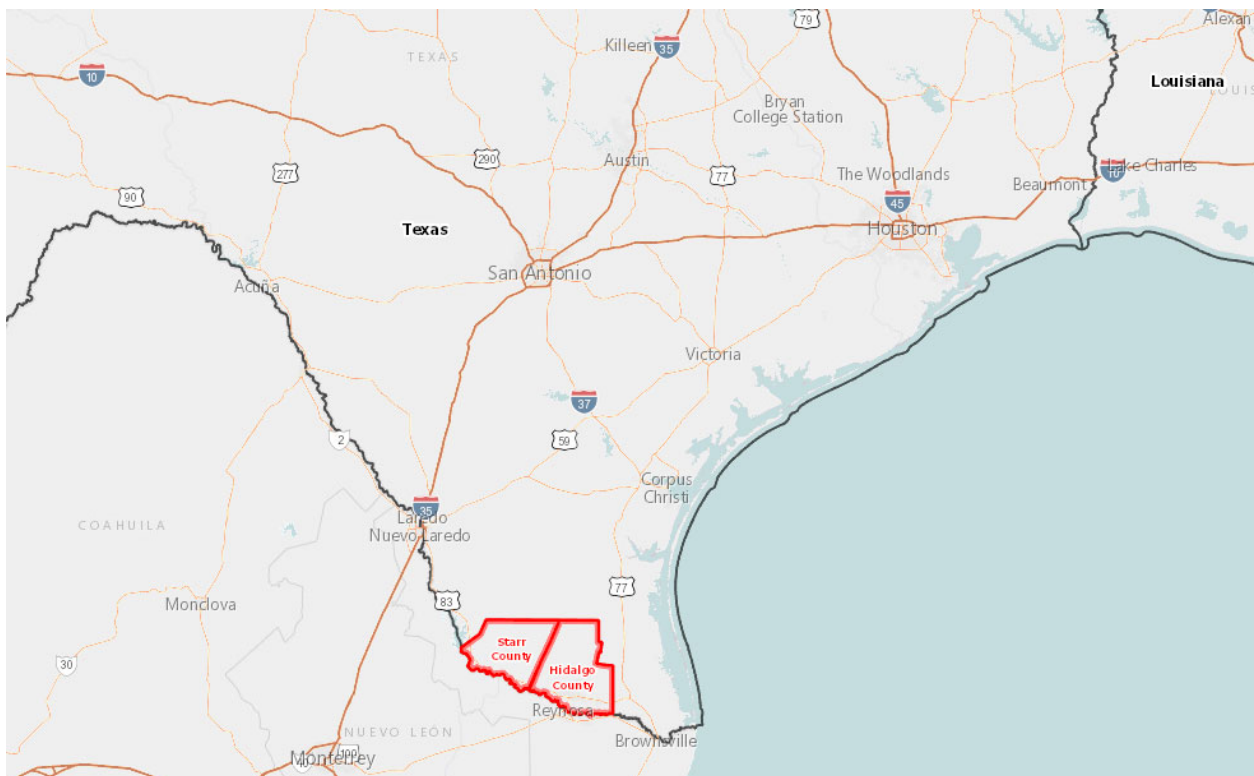 79
Alexan
Killeen
35
TEXAS
10
Louisiana
LOUIS
Bryan
College Station
290
Austin
277
77
The Woodlands
10
Lake Charles
Beaumont
90
45
Texas
Houston
San Antonio
Acuña
Victoria
37
2
59
Corpus
Christi
35
Laredo
Nuevo Laredo
COAHUILA
77
83
Monclova
Starr
County
30
Hidalgo
County
Reynosa
NUEVO LEÓN
Brownsville
Monterrey
40